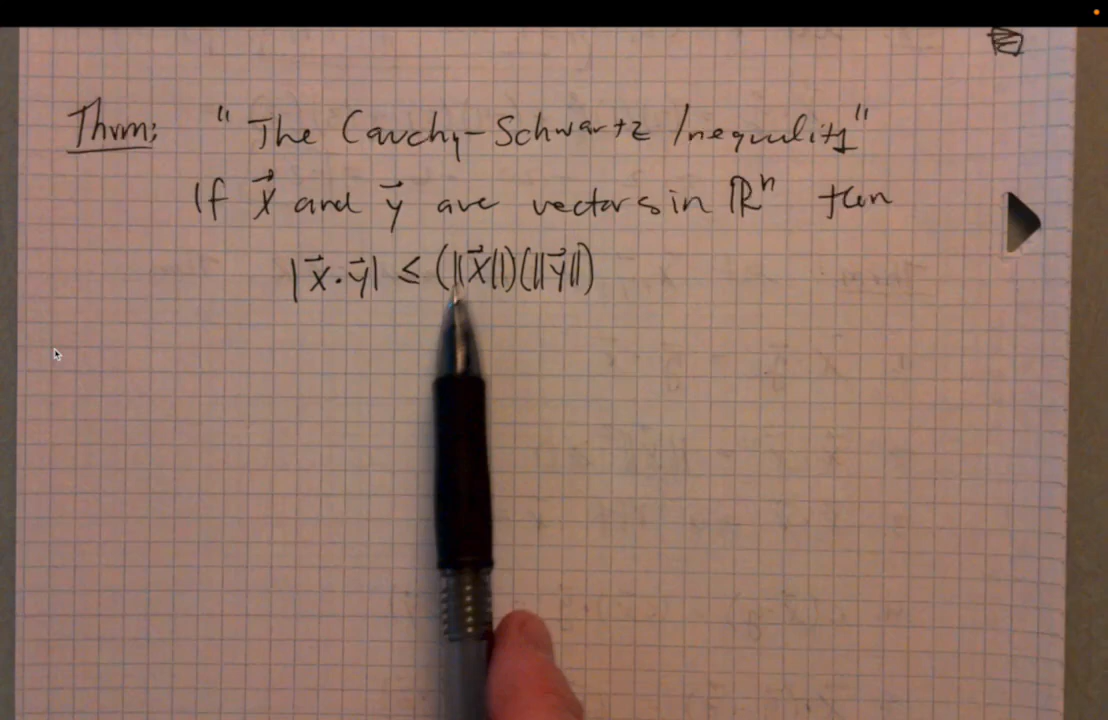 Thrm: "The Cauchy-Schwartz Inequality"
If x⃗ and y⃗ are vectors in ℝⁿ then
|x⃗·y⃗| ≤ (||x⃗||)(||y⃗||)